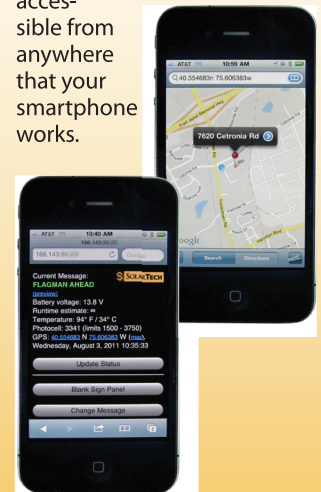 acces-
sible from
anywhere
that your
smartphone
works.
AT&T 10:59 AM
40.554683n 75.606383w
7620 Cetronia Rd
Search Directions
AT&T 10:40 AM
166.143.
166.143. Google
Current Message:
SOLARTECH
FLAGMAN AHEAD
(preview)
Battery voltage: 13.8 V
Runtime estimate: ∞
Temperature: 94° F / 34° C
Photocell: 3341 (limits 1500 - 3750)
GPS: 40.554683 N 75.606383 W (map)
Wednesday, August 3, 2011 10:35:33
Update Status
Blank Sign Panel
Change Message